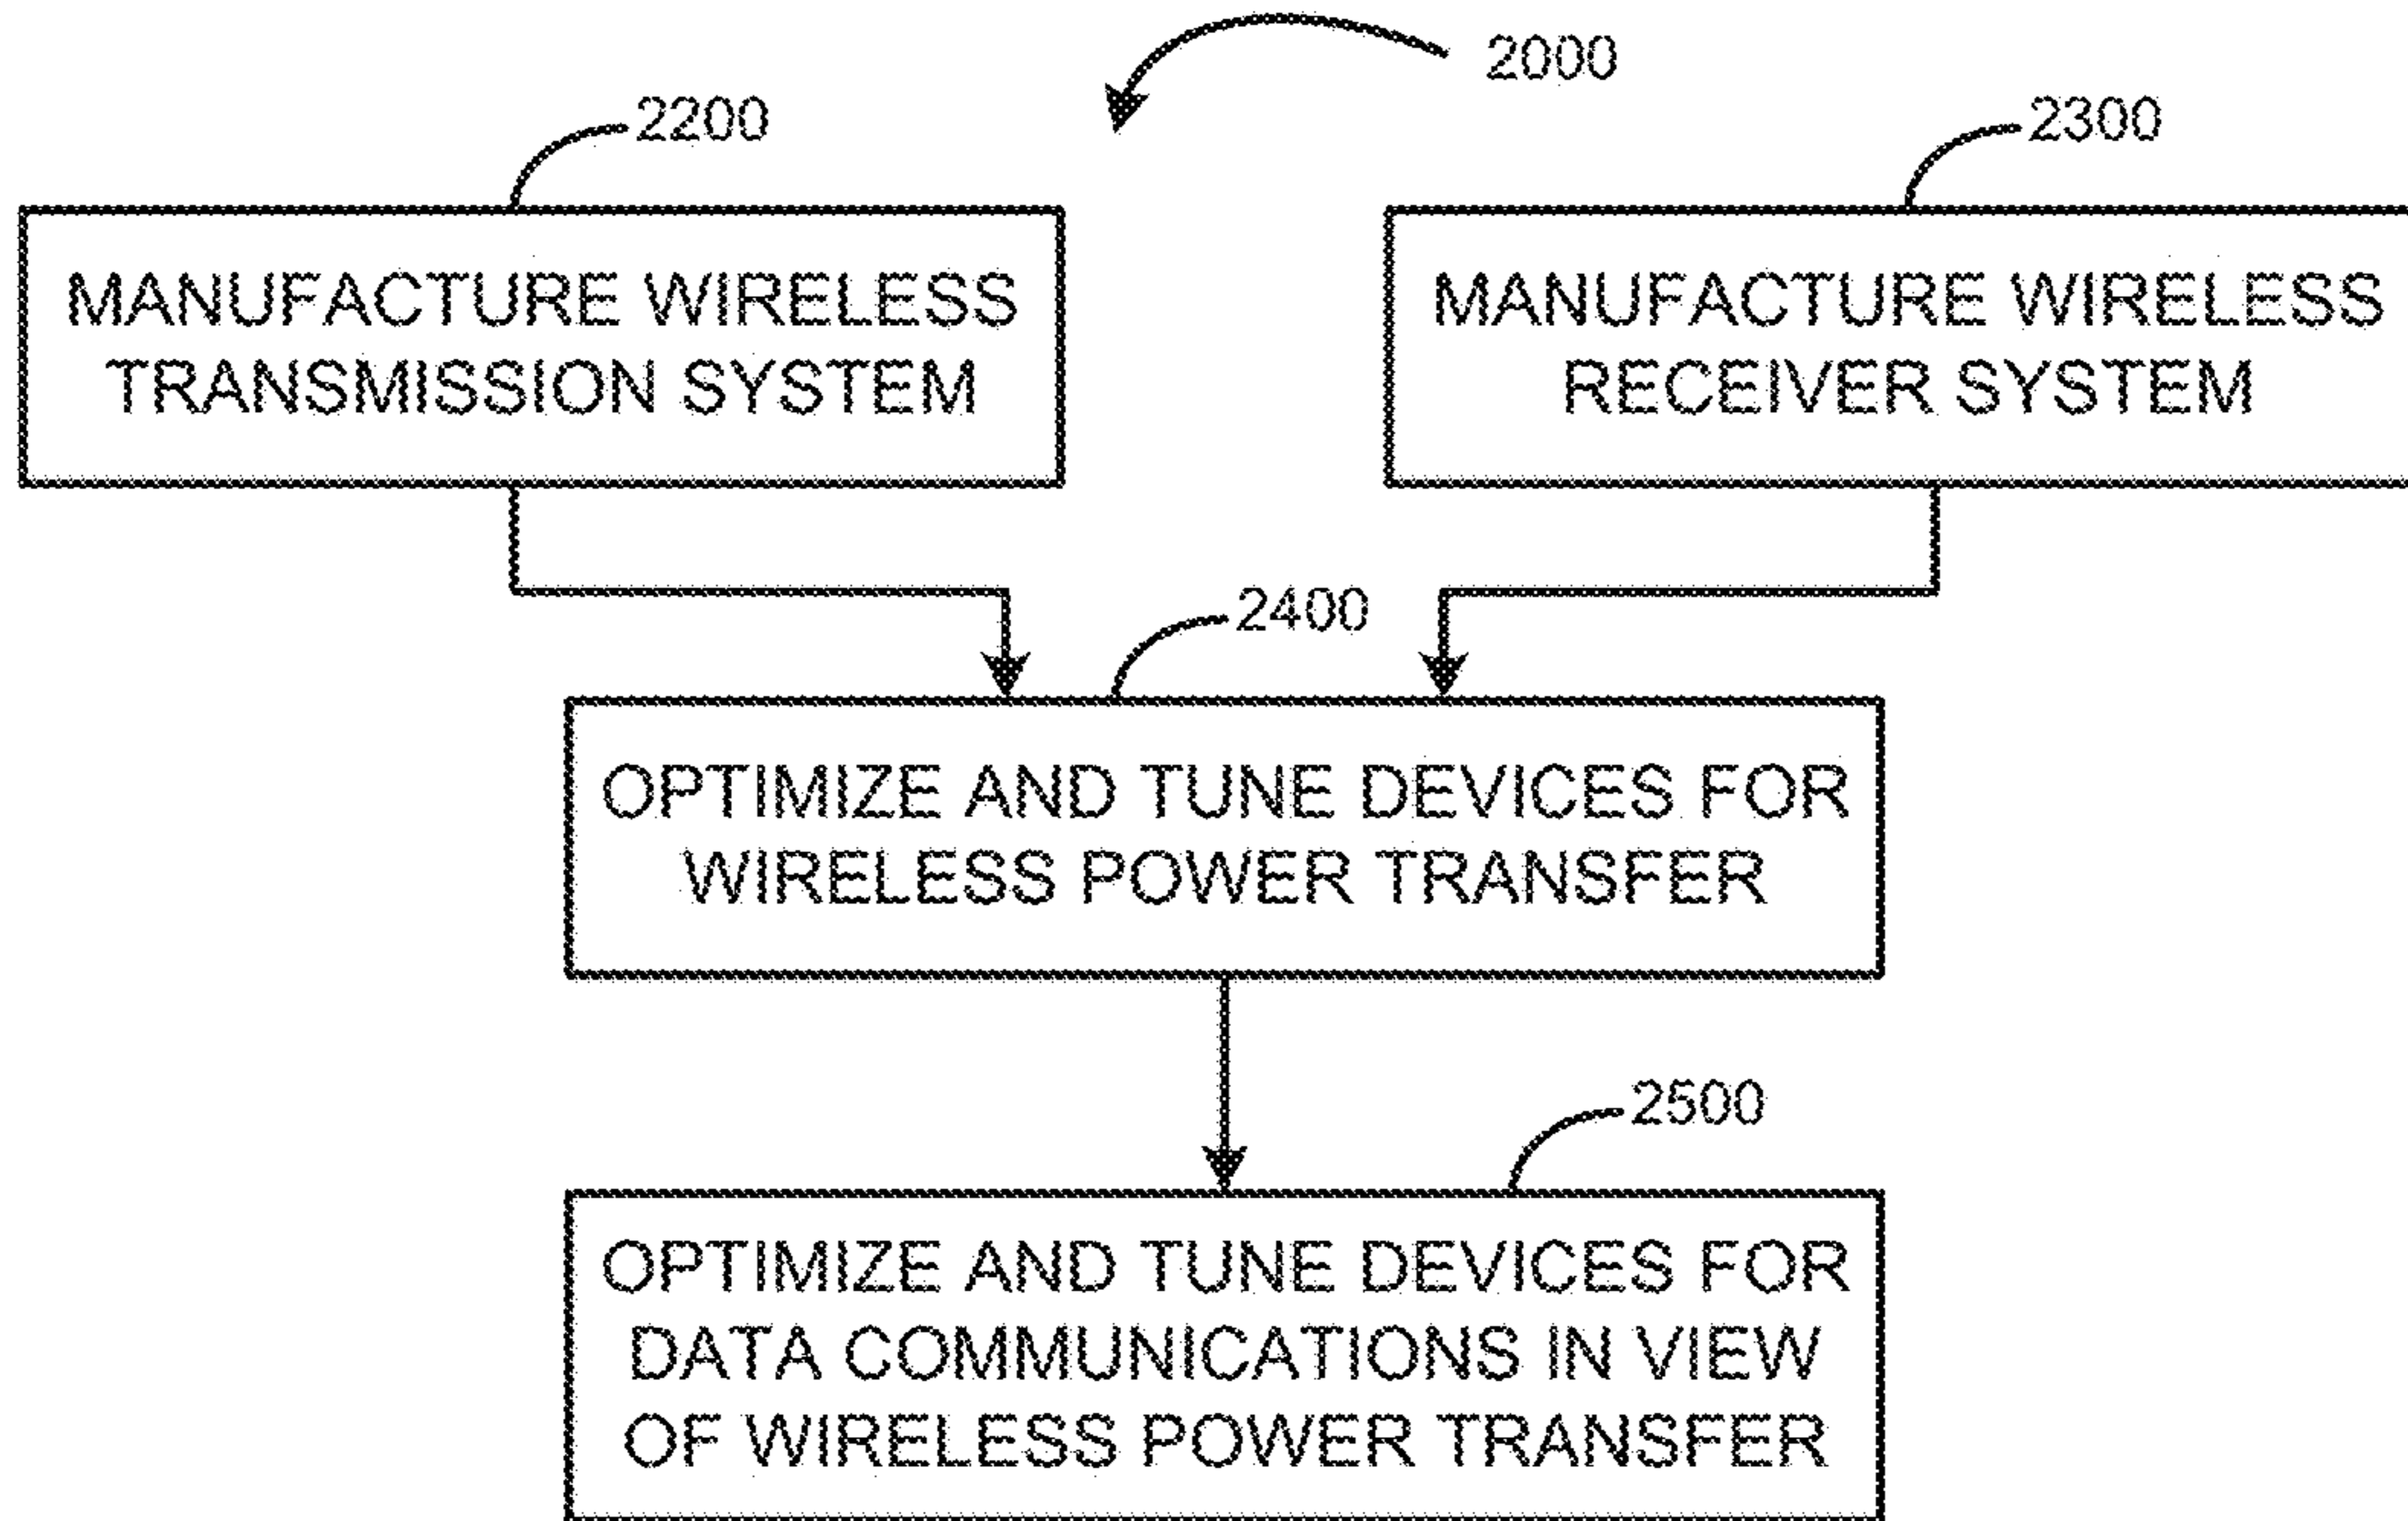 2000
2200
2300
MANUFACTURE WIRELESS
TRANSMISSION SYSTEM
MANUFACTURE WIRELESS
RECEIVER SYSTEM
2400
OPTIMIZE AND TUNE DEVICES FOR
WIRELESS POWER TRANSFER
2500
OPTIMIZE AND TUNE DEVICES FOR
DATA COMMUNICATIONS IN VIEW
OF WIRELESS POWER TRANSFER